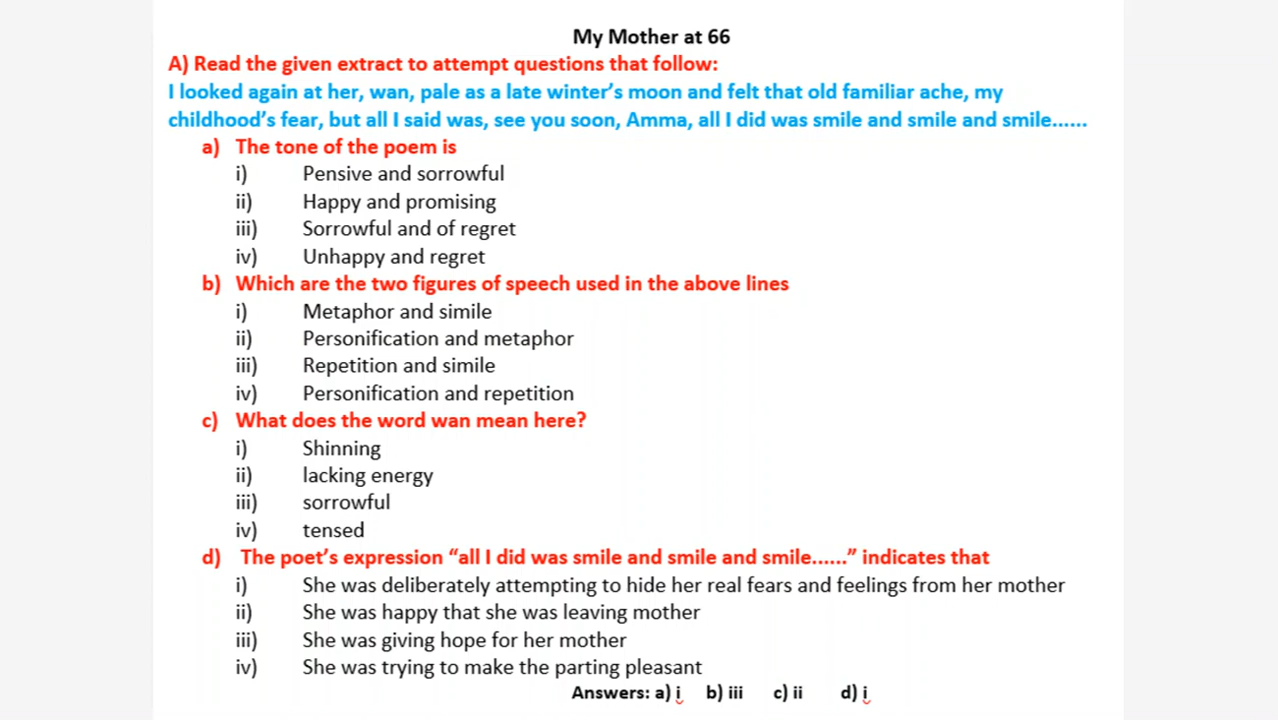 My Mother at 66
A) Read the given extract to attempt questions that follow:
I looked again at her, wan, pale as a late winter’s moon and felt that old familiar ache, my
childhood’s fear, but all I said was, see you soon, Amma, all I did was smile and smile and smile......
a) The tone of the poem is
i) Pensive and sorrowful
ii) Happy and promising
iii) Sorrowful and of regret
iv) Unhappy and regret
b) Which are the two figures of speech used in the above lines
i) Metaphor and simile
ii) Personification and metaphor
iii) Repetition and simile
iv) Personification and repetition
c) What does the word wan mean here?
i) Shinning
ii) lacking energy
iii) sorrowful
iv) tensed
d) The poet’s expression “all I did was smile and smile and smile......” indicates that
i) She was deliberately attempting to hide her real fears and feelings from her mother
ii) She was happy that she was leaving mother
iii) She was giving hope for her mother
iv) She was trying to make the parting pleasant
Answers: a) i b) iii c) ii d) i